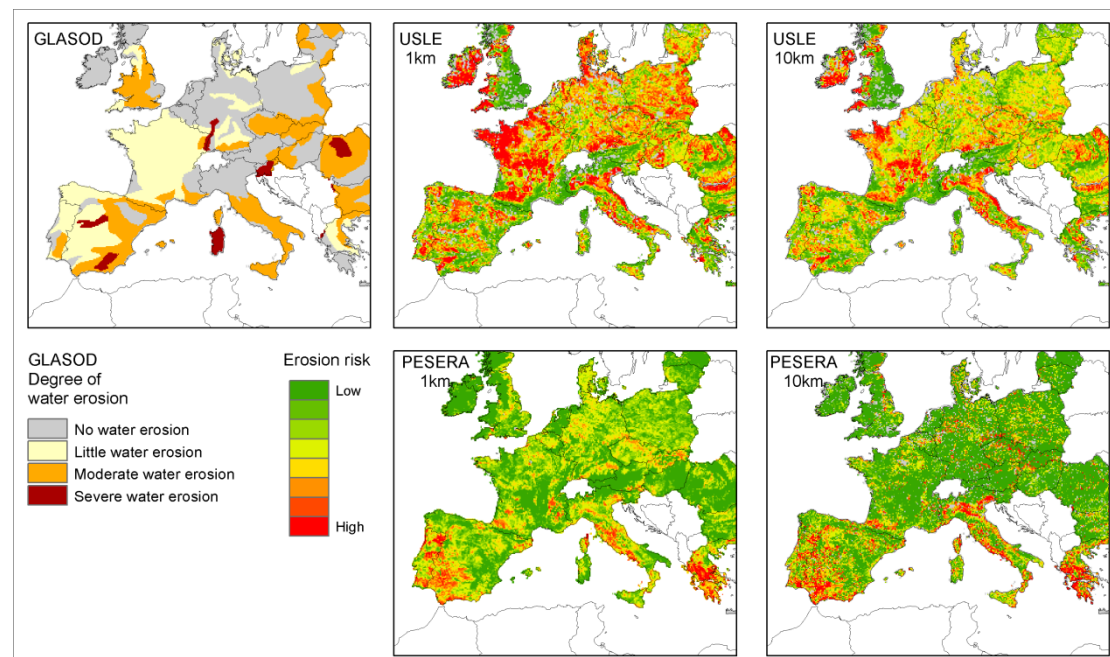 GLASOD
USLE
1km
USLE
10km
GLASOD
Degree of
water erosion
No water erosion
Little water erosion
Moderate water erosion
Severe water erosion
Erosion risk
Low
High
PESERA
1km
PESERA
10km